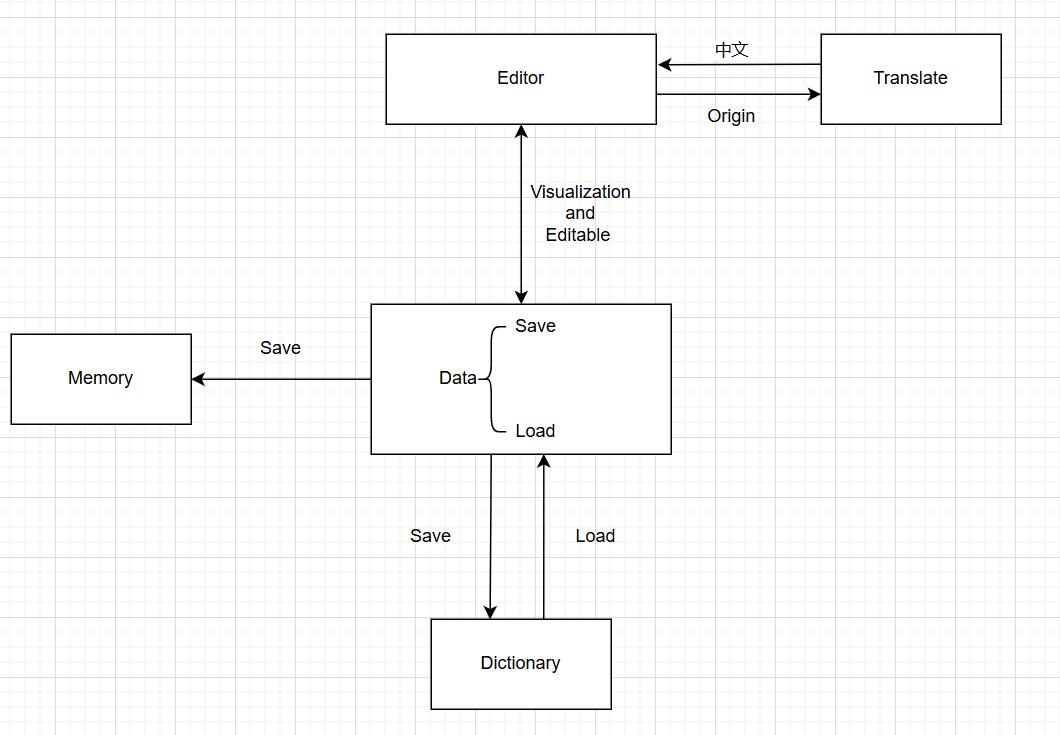 中文
Editor
Translate
Origin
Visualization
and
Editable
Save
Save
Memory
Data
Load
Save
Load
Dictionary